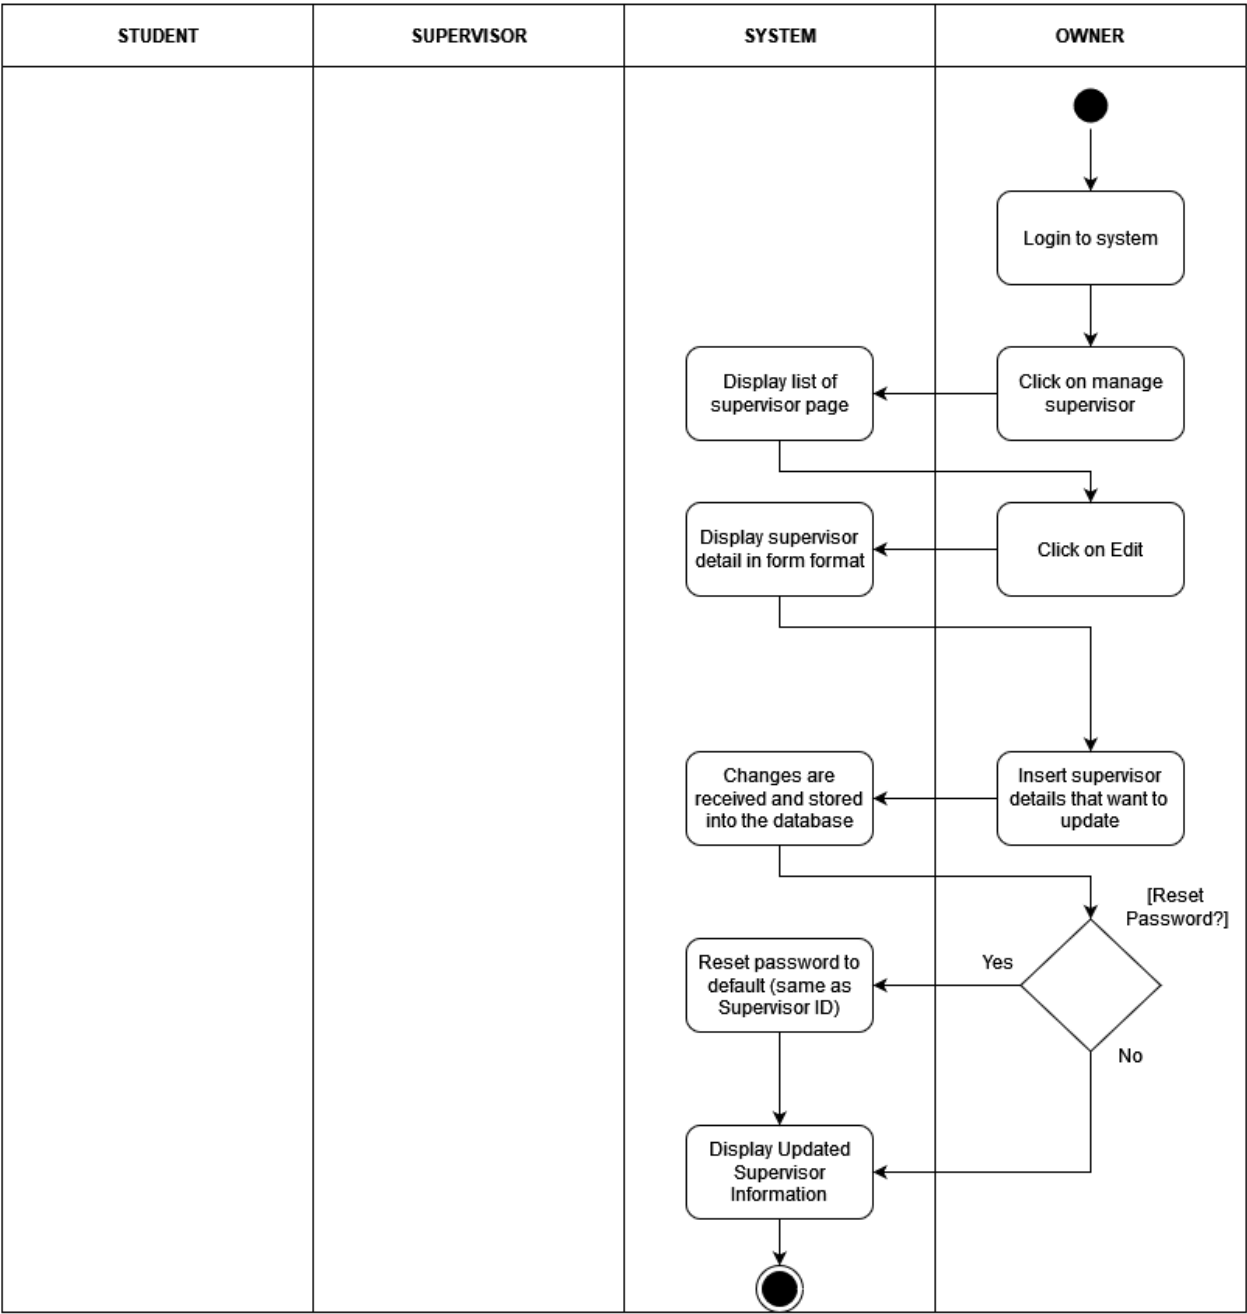 STUDENT
SUPERVISOR
SYSTEM
OWNER
Login to system
Display list of
supervisor page
Click on manage
supervisor
Display supervisor
detail in form format
Click on Edit
Changes are
received and stored
into the database
Insert supervisor
details that want to
update
[Reset
Password?]
Reset password to
default (same as
Supervisor ID)
Yes
No
Display Updated
Supervisor
Information